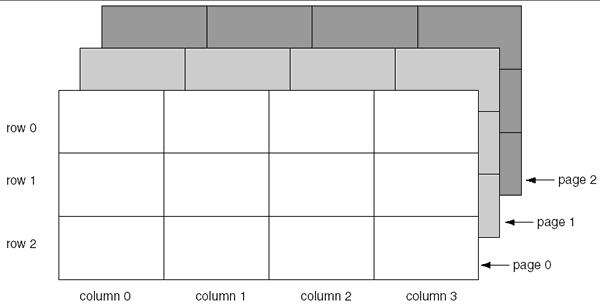 row 0
row 1
page 2
page 1
row 2
page 0
column 0
column 1
column 2
column 3